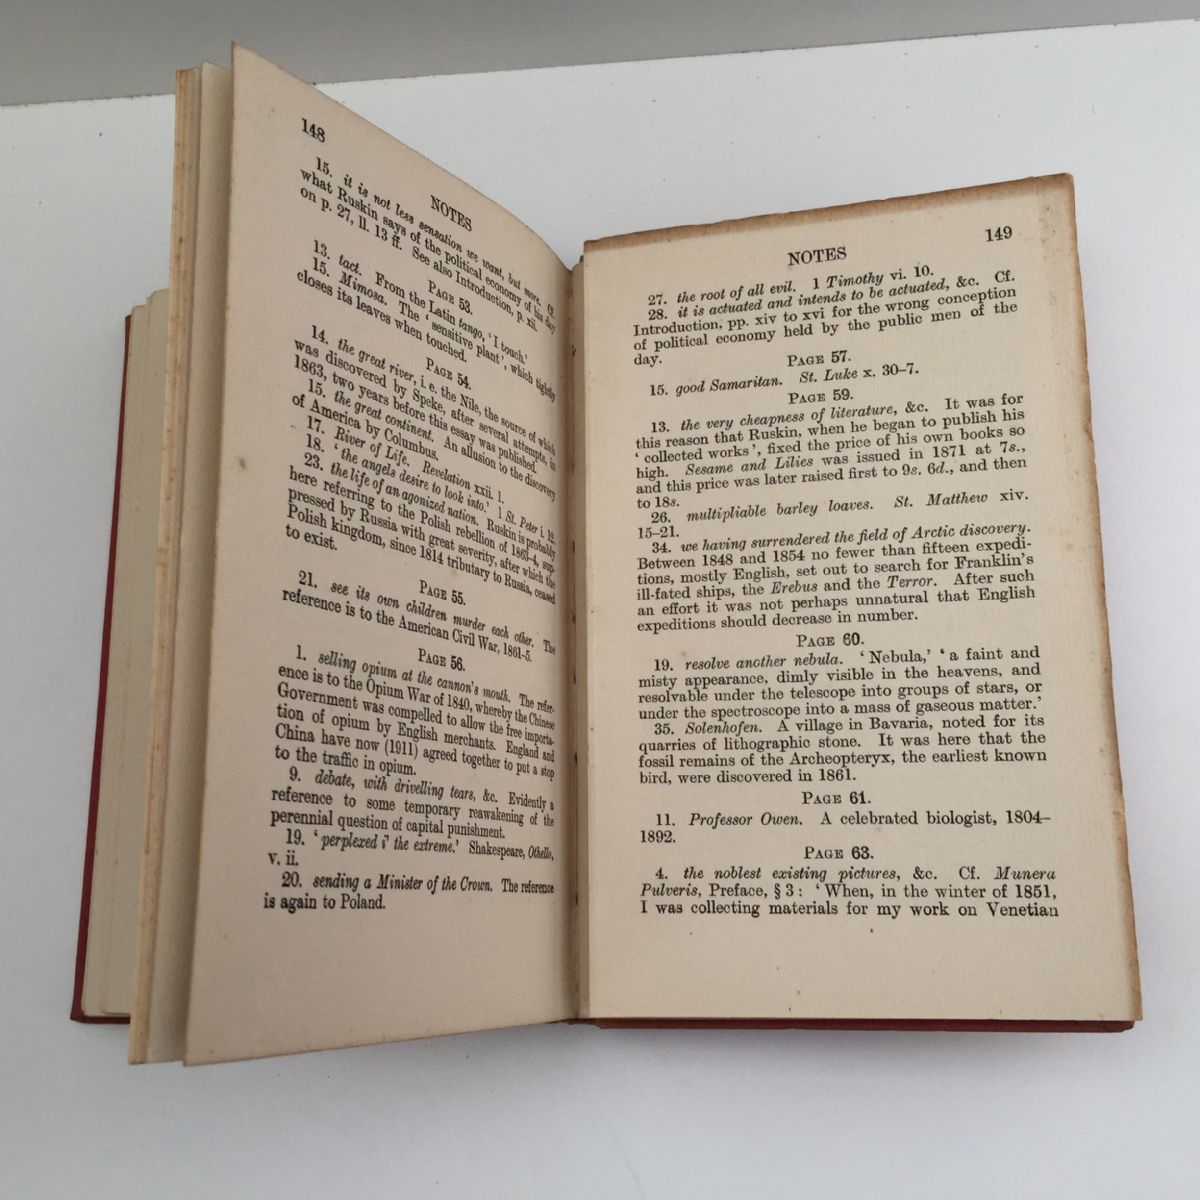 148
NOTES
15. it is not less sensation we want, but more. Cf.
what Ruskin says of the political economy of his day
on p. 27, ll. 13 ff. See also Introduction, p. xii.
PAGE 53.
13. tact. From the Latin tango, 'I touch.'
15. Mimosa. The 'sensitive plant', which tightly
closes its leaves when touched.
PAGE 54.
14. the great river, i. e. the Nile, the source of which
was discovered by Speke, after several attempts, in
1863, two years before this essay was published.
15. the great continent. An allusion to the discovery
of America by Columbus.
17. River of Life. Revelation xxii. 1.
18. 'the angels desire to look into.' 1 St. Peter i. 12.
23. the life of an agonized nation. Ruskin is probably
here referring to the Polish rebellion of 1863-4, sup-
pressed by Russia with great severity, after which the
Polish kingdom, since 1814 tributary to Russia, ceased
to exist.
PAGE 55.
21. see its own children murder each other. The
reference is to the American Civil War, 1861-5.
PAGE 56.
1. selling opium at the cannon's mouth. The refer-
ence is to the Opium War of 1840, whereby the Chinese
Government was compelled to allow the free importa-
tion of opium by English merchants. England and
China have now (1911) agreed together to put a stop
to the traffic in opium.
9. debate, with drivelling tears, &c. Evidently a
reference to some temporary reawakening of the
perennial question of capital punishment.
19. 'perplexed i' the extreme.' Shakespeare, Othello,
v. ii.
20. sending a Minister of the Crown. The reference
is again to Poland.
149
NOTES
27. the root of all evil. 1 Timothy vi. 10.
28. it is actuated and intends to be actuated, &c. Cf.
Introduction, pp. xiv to xvi for the wrong conception
of political economy held by the public men of the
day.
PAGE 57.
15. good Samaritan. St. Luke x. 30-7.
PAGE 59.
13. the very cheapness of literature, &c. It was for
this reason that Ruskin, when he began to publish his
'collected works', fixed the price of his own books so
high. Sesame and Lilies was issued in 1871 at 7s.,
and this price was later raised first to 9s. 6d., and then
to 18s.
26. multipliable barley loaves. St. Matthew xiv.
15-21.
34. we having surrendered the field of Arctic discovery.
Between 1848 and 1854 no fewer than fifteen expedi-
tions, mostly English, set out to search for Franklin's
ill-fated ships, the Erebus and the Terror. After such
an effort it was not perhaps unnatural that English
expeditions should decrease in number.
PAGE 60.
19. resolve another nebula. 'Nebula,' 'a faint and
misty appearance, dimly visible in the heavens, and
resolvable under the telescope into groups of stars, or
under the spectroscope into a mass of gaseous matter.'
35. Solenhofen. A village in Bavaria, noted for its
quarries of lithographic stone. It was here that the
fossil remains of the Archeopteryx, the earliest known
bird, were discovered in 1861.
PAGE 61.
11. Professor Owen. A celebrated biologist, 1804-
1892.
PAGE 63.
4. the noblest existing pictures, &c. Cf. Munera
Pulveris, Preface, § 3: 'When, in the winter of 1851,
I was collecting materials for my work on Venetian